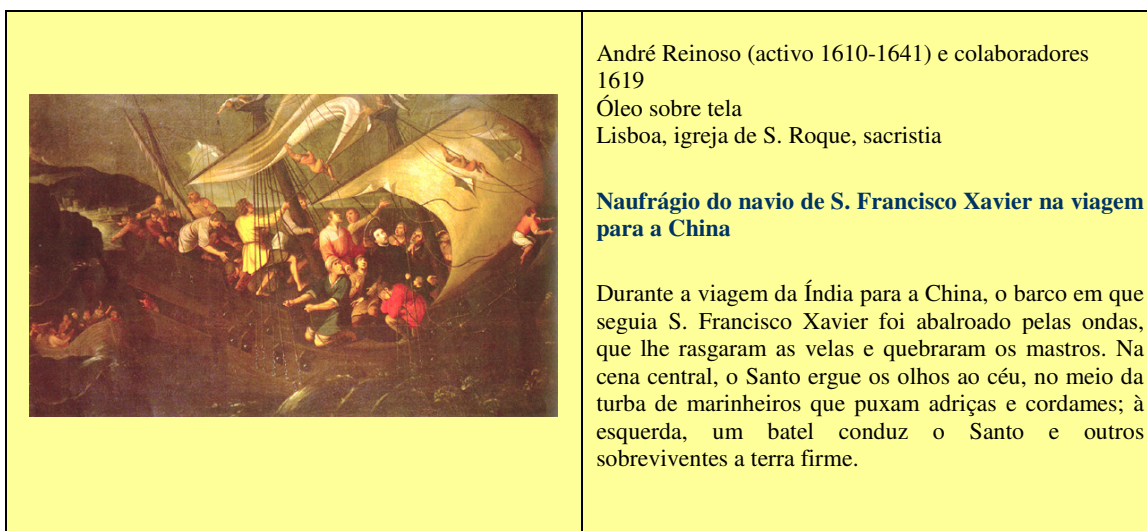 André Reinoso (activo 1610-1641) e colaboradores
1619
Óleo sobre tela
Lisboa, igreja de S. Roque, sacristia
Naufrágio do navio de S. Francisco Xavier na viagem
para a China
Durante a viagem da Índia para a China, o barco em que
seguia S. Francisco Xavier foi abalroado pelas ondas,
que lhe rasgaram as velas e quebraram os mastros. Na
cena central, o Santo ergue os olhos ao céu, no meio da
turba de marinheiros que puxam adriças e cordames; à
esquerda, um batel conduz o Santo e outros
sobreviventes a terra firme.